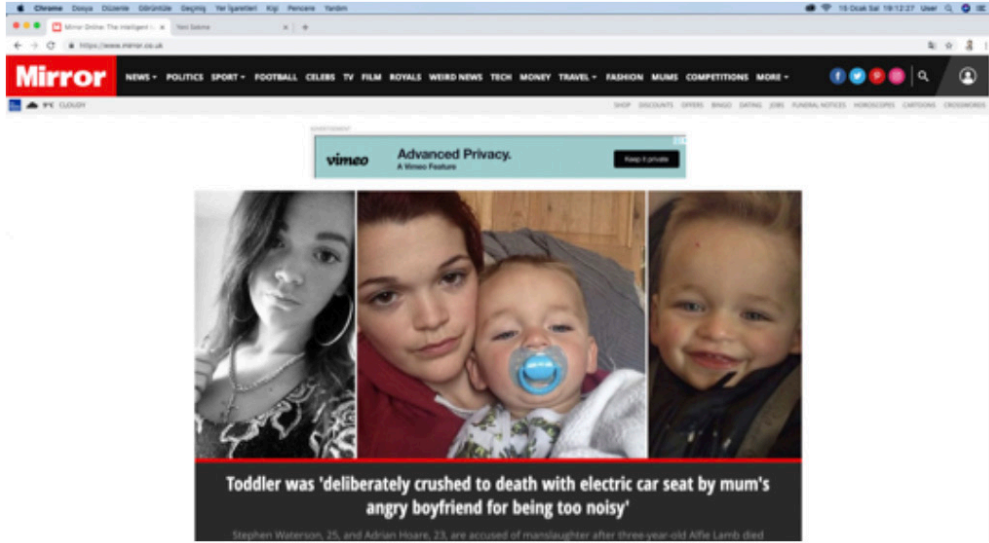 Chrome Dosya Düzenle Görüntüle Geçmiş Yer İşaretleri Kişi Pencere Yardım 15 Ocak Sal 19:12:27 User
Mirror Online: The intelligent Yeni Sekme
https://www.mirror.co.uk
Mirror NEWS POLITICS SPORT FOOTBALL CELEBS TV FILM ROYALS WEIRD NEWS TECH MONEY TRAVEL FASHION MUMS COMPETITIONS MORE
9°C CLOUDY SHOP DISCOUNTS OFFERS BINGO DATING JOBS FUNERAL NOTICES HOROSCOPES CARTOONS CROSSWORDS
ADVERTISEMENT
vimeo Advanced Privacy. Keep it private
A Vimeo Feature
Toddler was 'deliberately crushed to death with electric car seat by mum's
angry boyfriend for being too noisy'
Stephen Waterson, 25, and Adrian Hoare, 23, are accused of manslaughter after three-year-old Alfie Lamb died